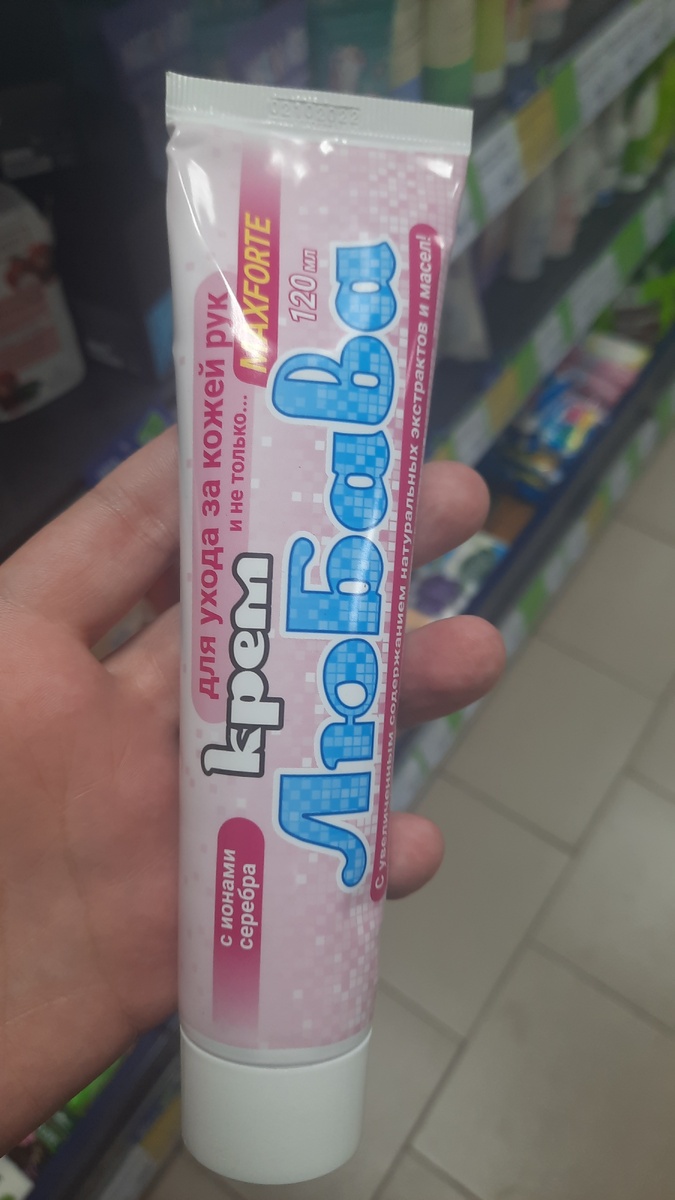 для ухода за кожей рук
и не только...
MAXFORTE
крем
120 мл
ЛюБава
С увеличенным содержанием натуральных экстрактов и масел!
с ионами
серебра